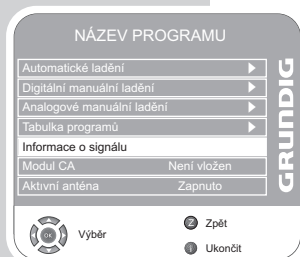 NÁZEV PROGRAMU
Automatické ladění
Digitální manuální ladění
Analogové manuální ladění
Tabulka programů
Informace o signálu
Modul CA Není vložen
Aktivní anténa Zapnuto
GRUNDIG
OK
Výběr
Z Zpět
i Ukončit